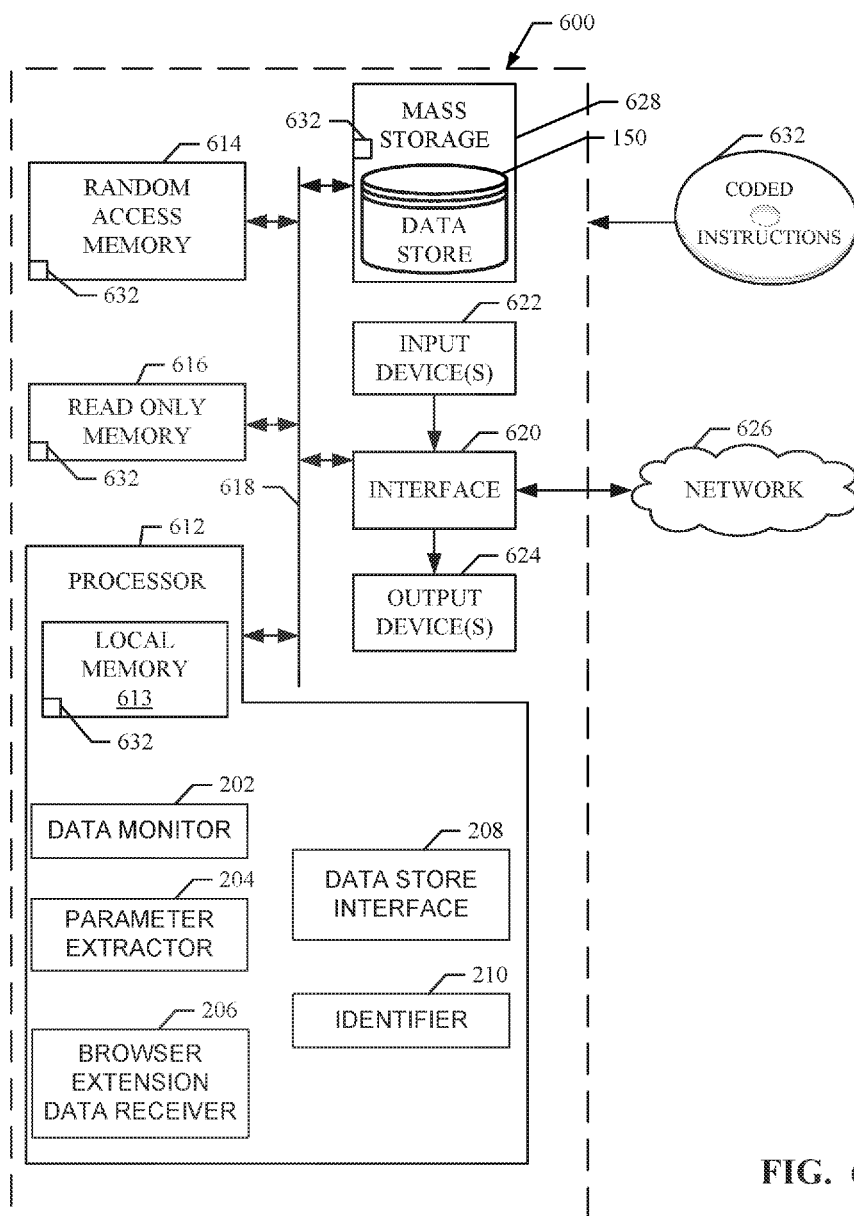 600
MASS
STORAGE
632
628
150
DATA
STORE
614
RANDOM
ACCESS
MEMORY
632
632
CODED
INSTRUCTIONS
622
INPUT
DEVICE(S)
616
READ ONLY
MEMORY
632
620
INTERFACE
626
NETWORK
618
612
PROCESSOR
LOCAL
MEMORY
613
632
624
OUTPUT
DEVICE(S)
202
DATA MONITOR
204
PARAMETER
EXTRACTOR
206
BROWSER
EXTENSION
DATA RECEIVER
208
DATA STORE
INTERFACE
210
IDENTIFIER
FIG.